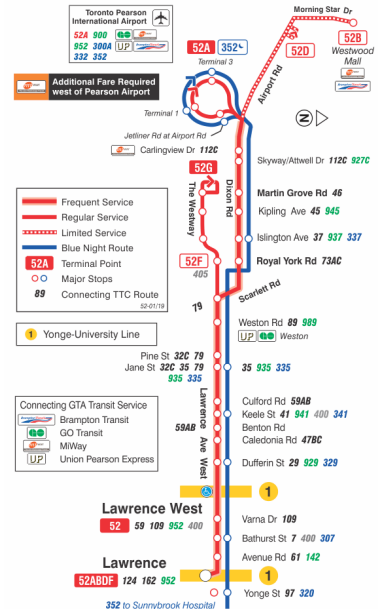 Toronto Pearson
International Airport
52A 900 GO
952 300A UP
332 352
Morning Star Dr
52B
Westwood
Mall
52D
Airport Rd
52A 352
Terminal 3
Additional Fare Required
west of Pearson Airport
Terminal 1
Jetliner Rd at Airport Rd
Carlingview Dr 112C
N
Skyway/Attwell Dr 112C 927C
52G
The Westway
Dixon Rd
Martin Grove Rd 46
Kipling Ave 45 945
Islington Ave 37 937 337
Royal York Rd 73AC
52F
405
Scarlett Rd
79
Frequent Service
Regular Service
Limited Service
Blue Night Route
52A Terminal Point
Major Stops
89 Connecting TTC Route
52-01/19
Weston Rd 89 989
UP GO Weston
1 Yonge-University Line
Pine St 32C 79
Jane St 32C 35 79
935 335
35 935 335
Connecting GTA Transit Service
Brampton Transit
GO GO Transit
MiWay
UP Union Pearson Express
Lawrence Ave West
59AB
Culford Rd 59AB
Keele St 41 941 400 341
Benton Rd
Caledonia Rd 47BC
Dufferin St 29 929 329
1
Lawrence West
52 59 109 952 400
Varna Dr 109
Bathurst St 7 400 307
Avenue Rd 61 142
Lawrence
1
52ABDF 124 162 952
Yonge St 97 320
352 to Sunnybrook Hospital